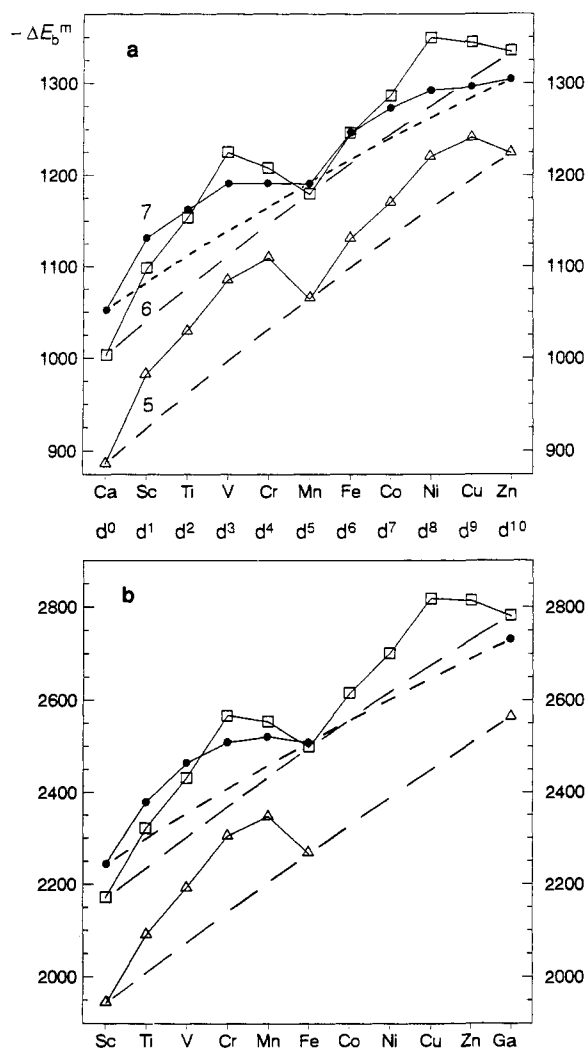 − ΔE_b^m
a
1300 1300
1200 1200
1100 1100
1000 1000
900 900
7
6
5
Ca Sc Ti V Cr Mn Fe Co Ni Cu Zn
d⁰ d¹ d² d³ d⁴ d⁵ d⁶ d⁷ d⁸ d⁹ d¹⁰
b
2800 2800
2600 2600
2400 2400
2200 2200
2000 2000
Sc Ti V Cr Mn Fe Co Ni Cu Zn Ga